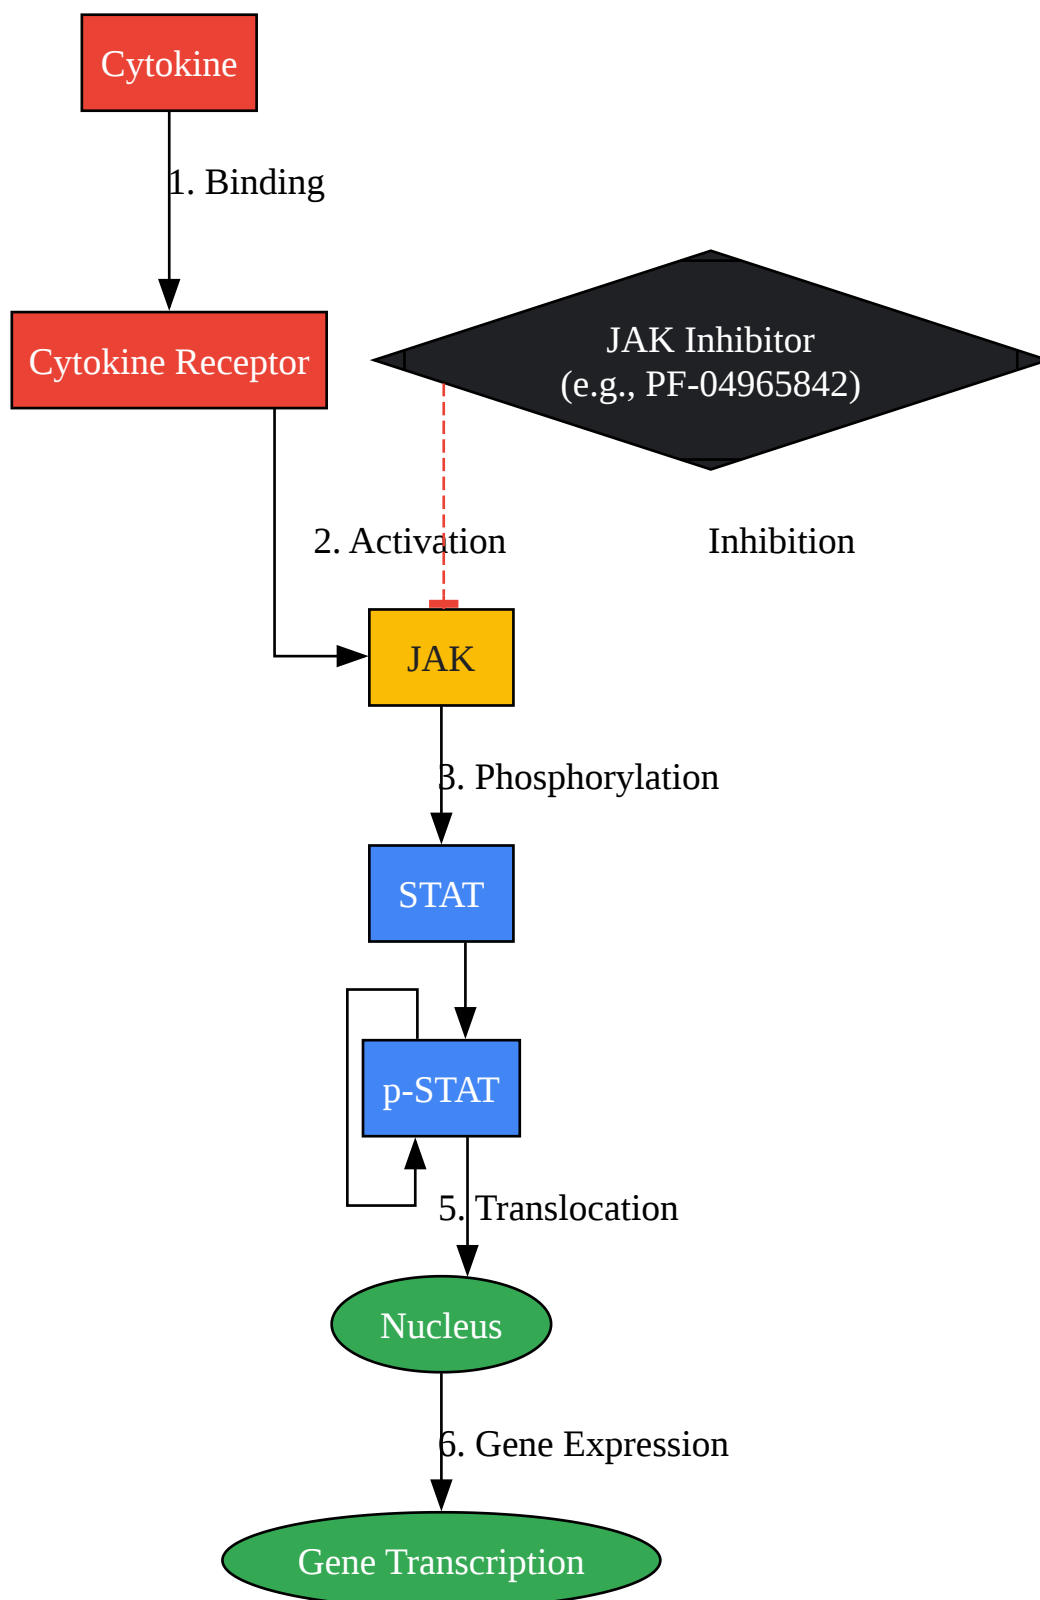 Cytokine
1. Binding
Cytokine Receptor
JAK Inhibitor
(e.g., PF-04965842)
2. Activation
Inhibition
JAK
3. Phosphorylation
STAT
p-STAT
5. Translocation
Nucleus
6. Gene Expression
Gene Transcription